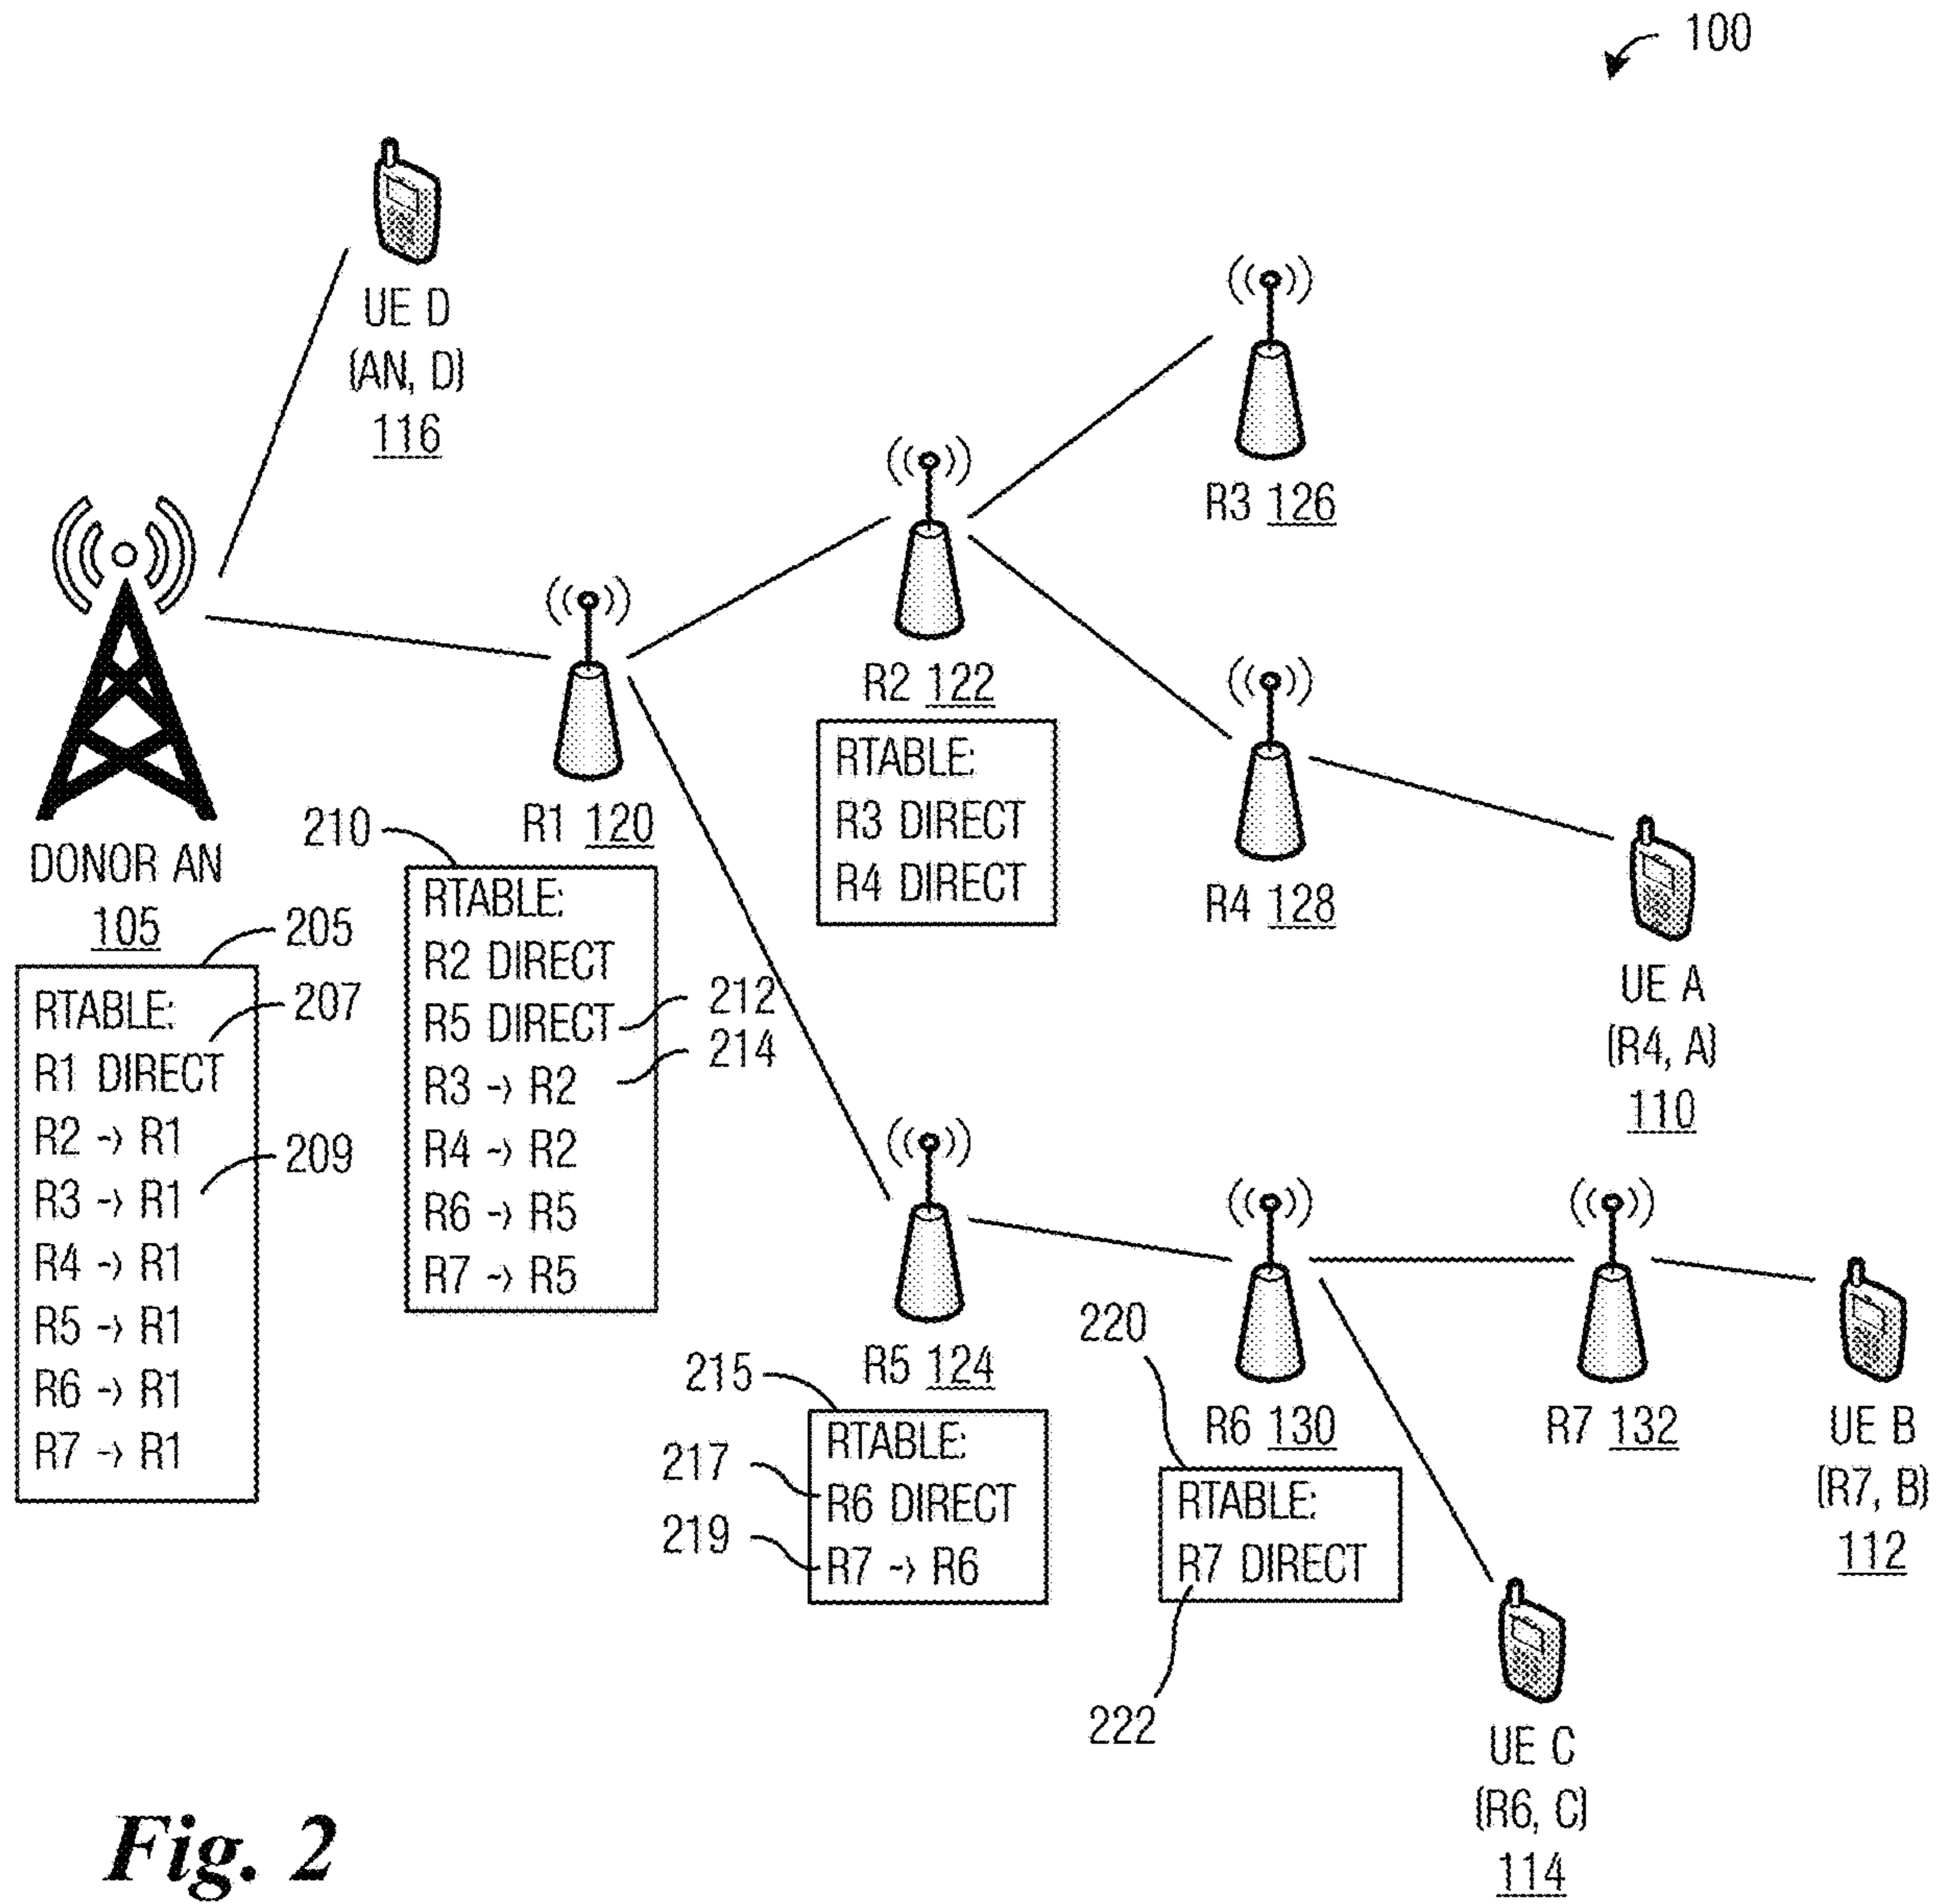 100
UE D
(AN, D)
116
R3 126
R2 122
RTABLE:
R3 DIRECT
R4 DIRECT
R4 128
R1 120
210
RTABLE:
R2 DIRECT
R5 DIRECT
R3 -> R2
R4 -> R2
R6 -> R5
R7 -> R5
212
214
DONOR AN
105
205
RTABLE:
R1 DIRECT
R2 -> R1
R3 -> R1
R4 -> R1
R5 -> R1
R6 -> R1
R7 -> R1
207
209
UE A
(R4, A)
110
R5 124
215
RTABLE:
R6 DIRECT
R7 -> R6
217
219
220
R6 130
RTABLE:
R7 DIRECT
222
R7 132
UE B
(R7, B)
112
UE C
(R6, C)
114
Fig. 2